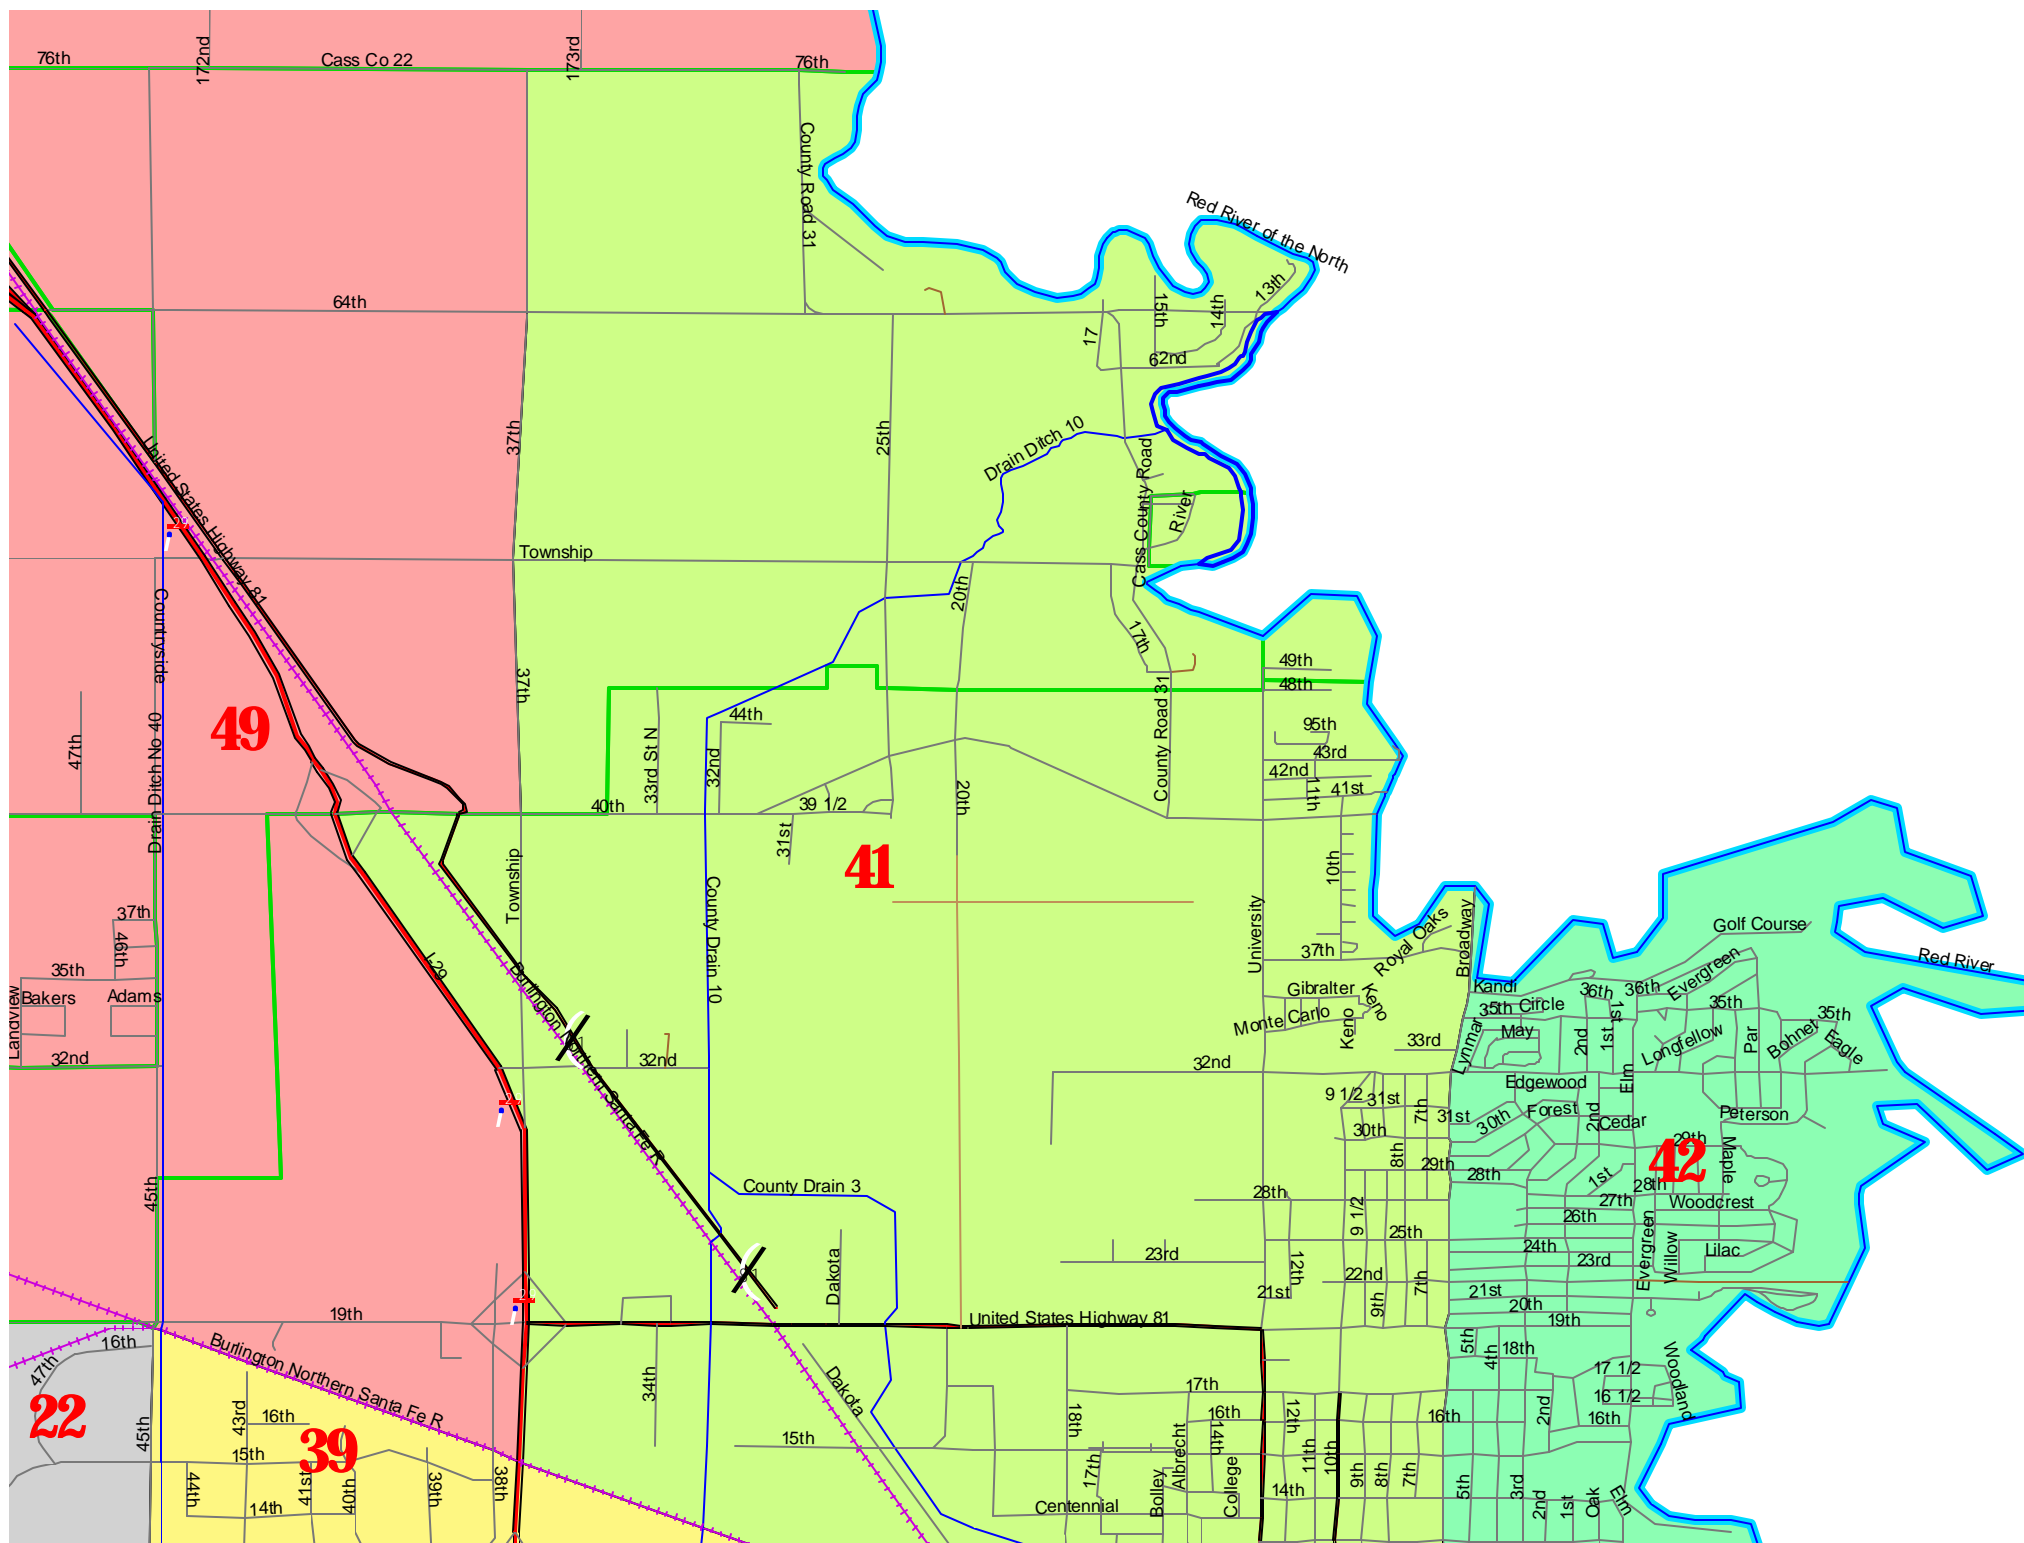 76th
172nd
Cass Co 22
173rd
76th
County Road 31
Red River of the North
64th
17
15th
14th
13th
62nd
37th
25th
Drain Ditch 10
Cass County Road
River
United States Highway 81
Township
Countryside
20th
17th
49th
48th
37th
County Road 31
49
47th
Drain Ditch No 40
33rd St N
44th
32nd
95th
43rd
42nd
11th
41st
40th
39 1/2
20th
31st
41
10th
Township
County Drain 10
University
37th
46th
35th
Bakers
Adams
Landview
32nd
I-29
Burlington Northern Santa Fe R
32nd
37th
Royal Oaks
Broadway
Golf Course
Red River
Gibralter
Keno
Monte Carlo
Keno
33rd
Kandi
35th
Circle
36th
36th
Evergreen
1st
35th
35th
Lynmar
May
2nd
1st
Longfellow
Par
Bohnet
Eagle
32nd
Elm
Edgewood
9 1/2
31st
7th
31st
30th
Forest
2nd
Cedar
Peterson
30th
8th
29th
28th
29th
42
Maple
1st
28th
27th
Woodcrest
26th
28th
9 1/2
25th
24th
23rd
Evergreen
Willow
Lilac
45th
County Drain 3
Dakota
23rd
12th
22nd
21st
9th
7th
21st
20th
19th
19th
United States Highway 81
16th
47th
Burlington Northern Santa Fe R
34th
Dakota
5th
4th
18th
17 1/2
16 1/2
Woodland
22
45th
43rd
16th
39
15th
17th
18th
16th
14th
12th
11th
10th
16th
2nd
16th
15th
Albrecht
17th
Bolley
College
Centennial
14th
9th
8th
7th
5th
3rd
2nd
1st
Oak
Elm
44th
14th
41st
40th
39th
38th